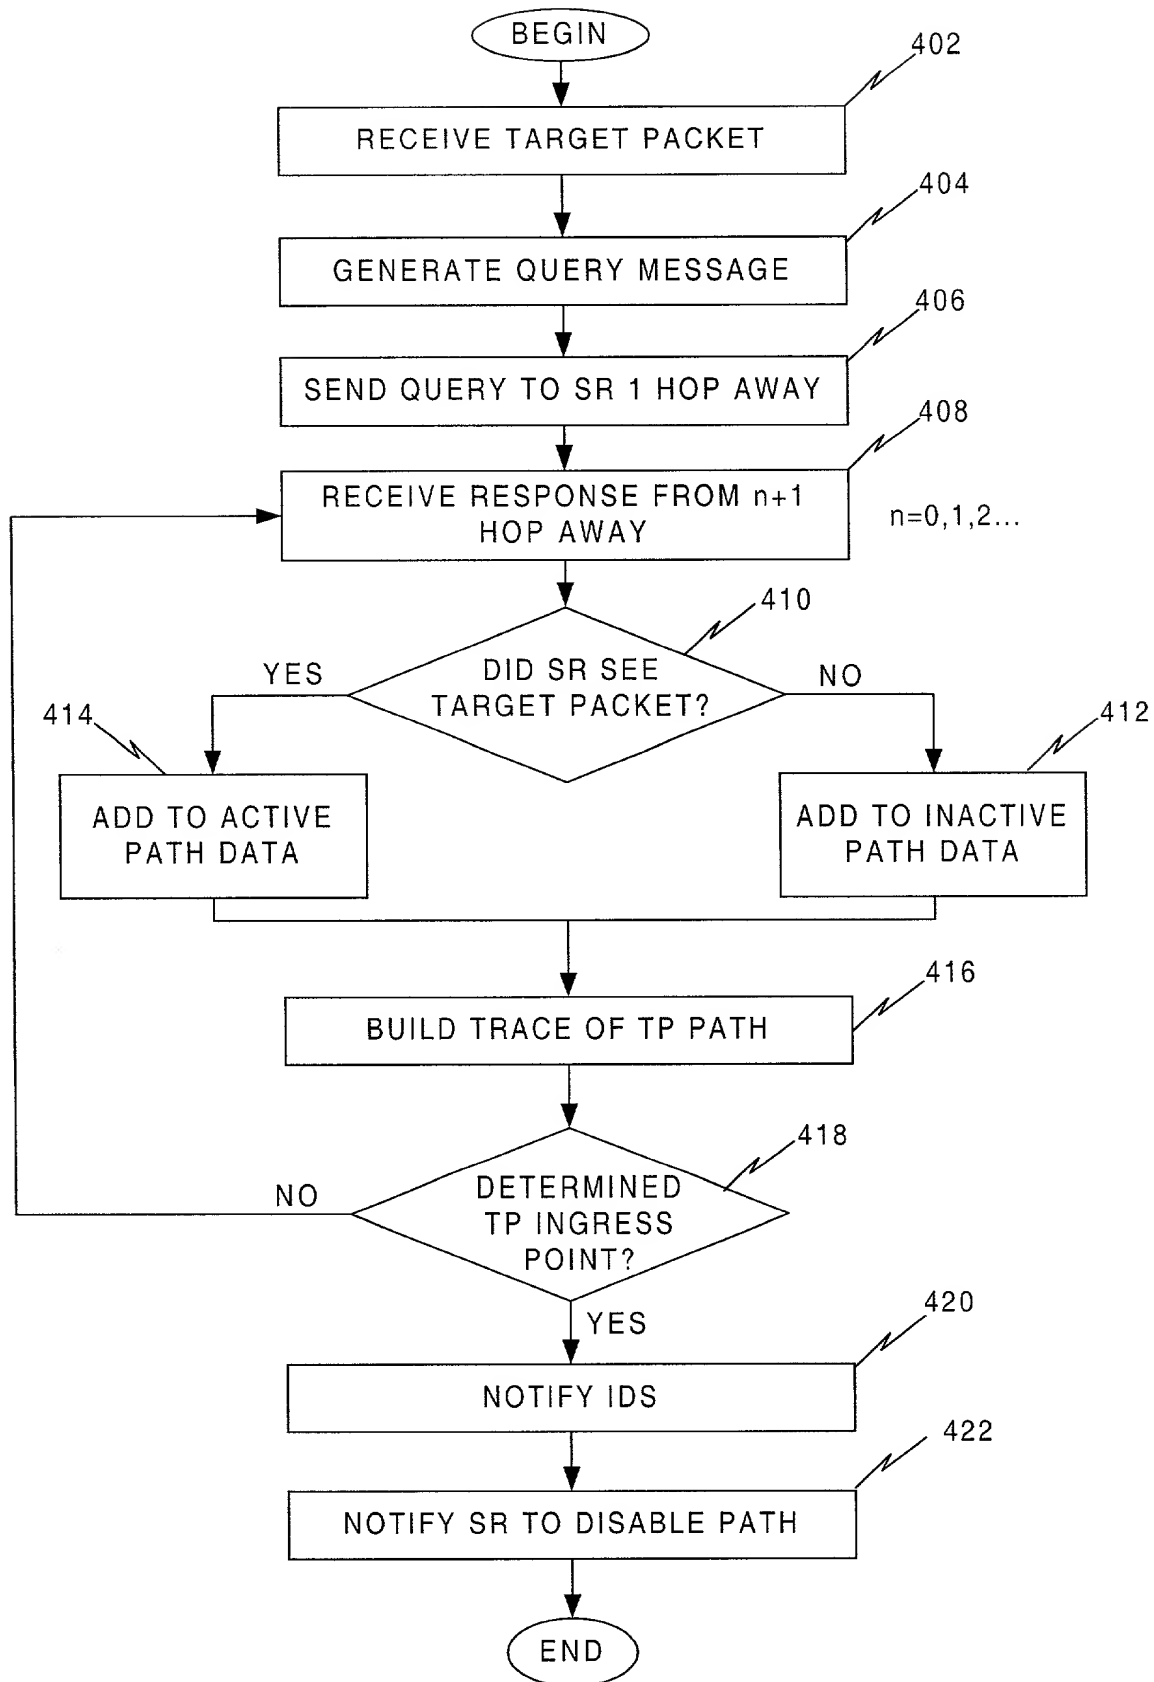 BEGIN
402
RECEIVE TARGET PACKET
404
GENERATE QUERY MESSAGE
406
SEND QUERY TO SR 1 HOP AWAY
408
RECEIVE RESPONSE FROM n+1
HOP AWAY
n=0,1,2...
410
DID SR SEE
TARGET PACKET?
YES
NO
414
412
ADD TO ACTIVE
PATH DATA
ADD TO INACTIVE
PATH DATA
416
BUILD TRACE OF TP PATH
418
DETERMINED
TP INGRESS
POINT?
NO
YES
420
NOTIFY IDS
422
NOTIFY SR TO DISABLE PATH
END